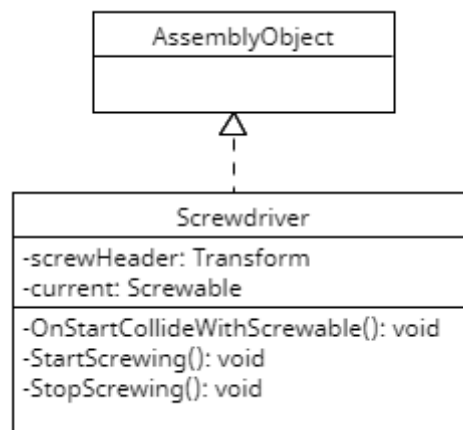 AssemblyObject
Screwdriver
-screwHeader: Transform
-current: Screwable
-OnStartCollideWithScrewable(): void
-StartScrewing(): void
-StopScrewing(): void